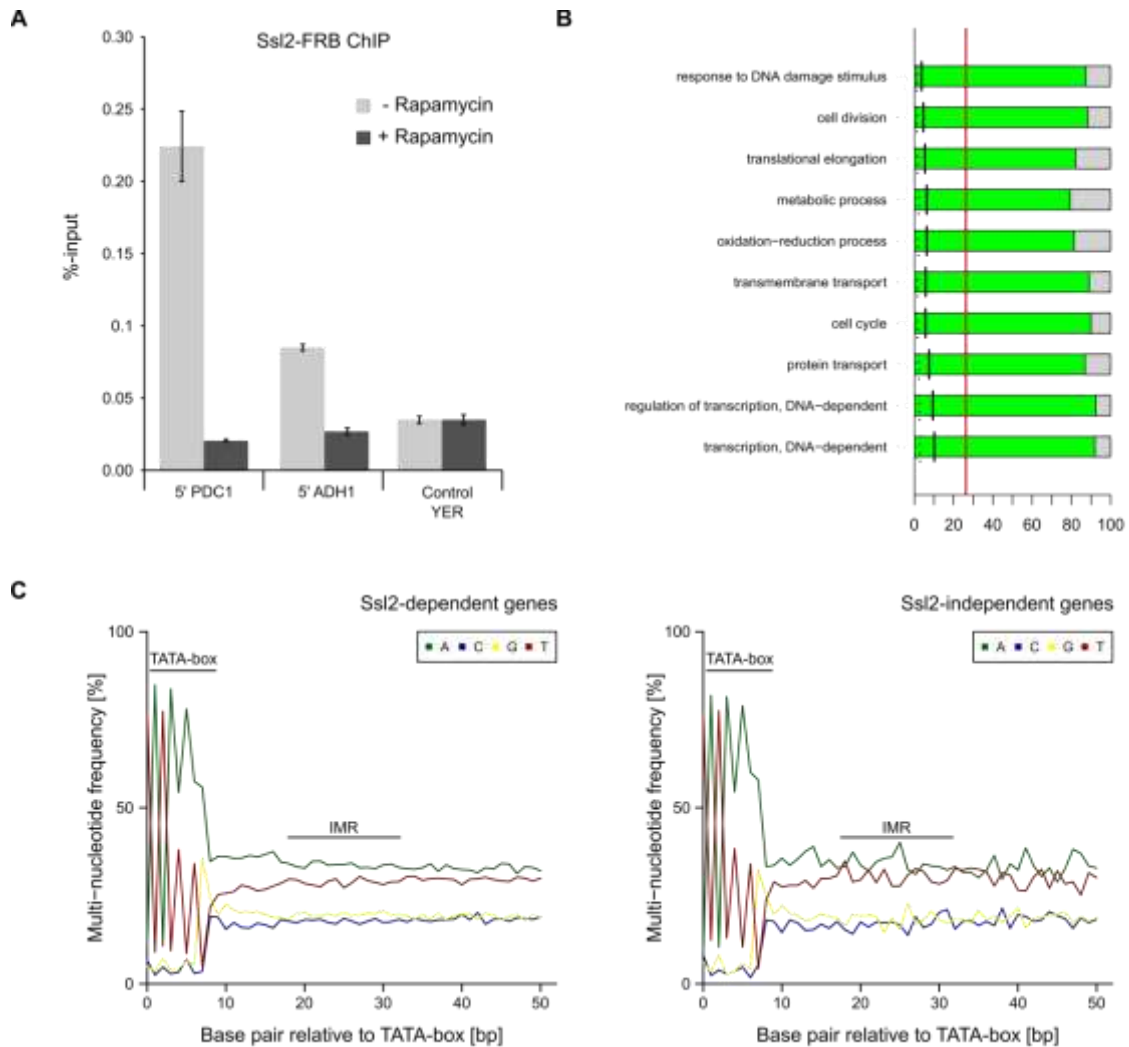 A
Ssl2-FRB ChIP
0.30
0.25
0.20
0.15
0.1
0.05
0.00
%-input
- Rapamycin
+ Rapamycin
5' PDC1
5' ADH1
Control
YER
B
response to DNA damage stimulus
cell division
translational elongation
metabolic process
oxidation−reduction process
transmembrane transport
cell cycle
protein transport
regulation of transcription, DNA−dependent
transcription, DNA−dependent
0 20 40 60 80 100
C
Ssl2-dependent genes
A C G T
100
50
0
Multi−nucleotide frequency [%]
TATA-box
IMR
0 10 20 30 40 50
Base pair relative to TATA-box [bp]
Ssl2-independent genes
A C G T
100
50
0
Multi−nucleotide frequency [%]
TATA-box
IMR
0 10 20 30 40 50
Base pair relative to TATA-box [bp]